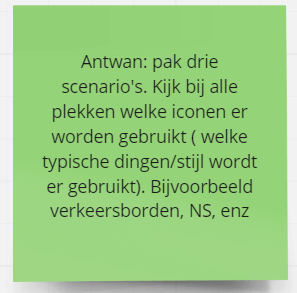 Antwan: pak drie
scenario's. Kijk bij alle
plekken welke iconen er
worden gebruikt ( welke
typische dingen/stijl wordt
er gebruikt). Bijvoorbeeld
verkeersborden, NS, enz